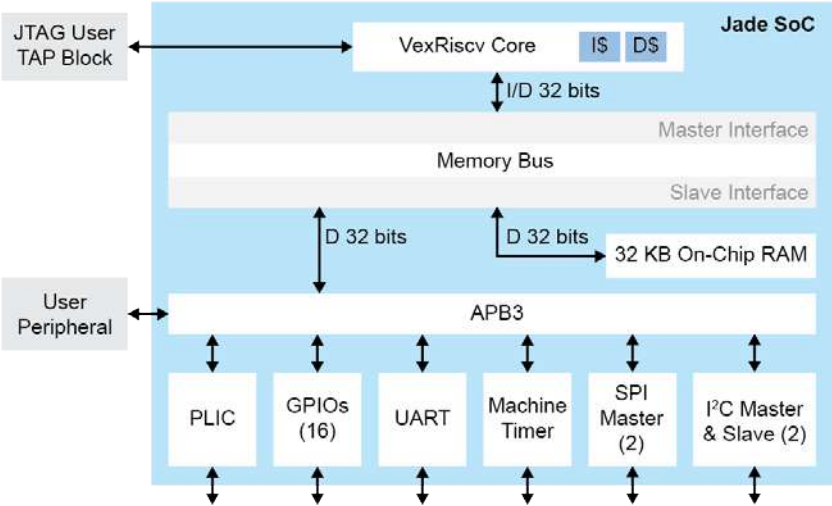 Jade SoC
JTAG User
TAP Block
VexRiscv Core
I$
D$
I/D 32 bits
Master Interface
Memory Bus
Slave Interface
D 32 bits
D 32 bits
32 KB On-Chip RAM
User
Peripheral
APB3
PLIC
GPIOs
(16)
UART
Machine
Timer
SPI
Master
(2)
I²C Master
& Slave (2)